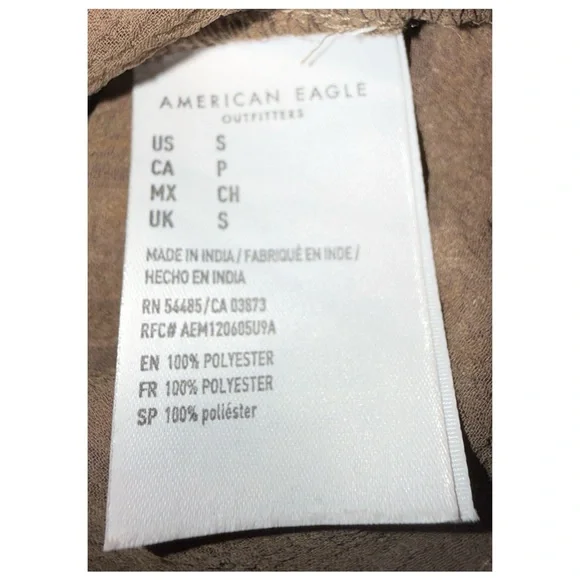 AMERICAN EAGLE
OUTFITTERS
US S
CA P
MX CH
UK S
MADE IN INDIA / FABRIQUÉ EN INDE /
HECHO EN INDIA
RN 54485/CA 03873
RFC# AEM120605U9A
EN 100% POLYESTER
FR 100% POLYESTER
SP 100% poliéster